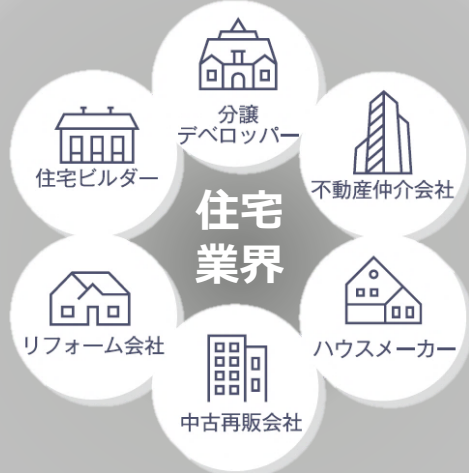 分譲
デベロッパー
住宅ビルダー
不動産仲介会社
住宅
業界
リフォーム会社
ハウスメーカー
中古再販会社